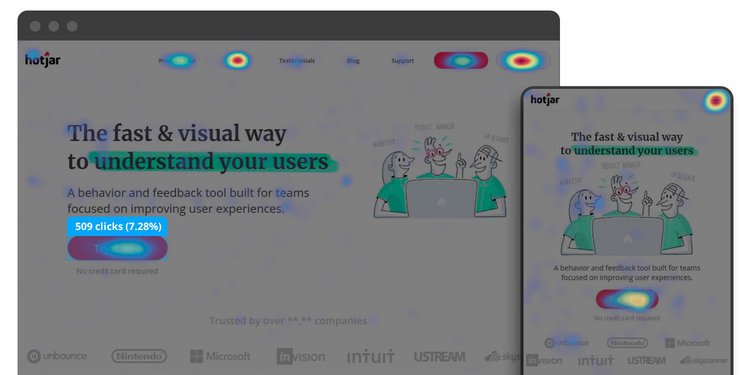 hotjar
Testimonials
Blog
Support
The fast & visual way
to understand your users
A behavior and feedback tool built for teams
focused on improving user experiences.
509 clicks (7.28%)
No credit card required
MARKETER
PRODUCT MANAGER
UX DESIGNER
Trusted by over **,** companies
unbounce
Nintendo
Microsoft
invision
intuit
USTREAM
hotjar
The fast & visual way
to understand your users
MARKETER
PRODUCT MANAGER
UX DESIGNER
A behavior and feedback tool built for teams
focused on improving user experiences.
No credit card required
unbounce
Nintendo
Microsoft
invision
intuit
USTREAM
skyscanner